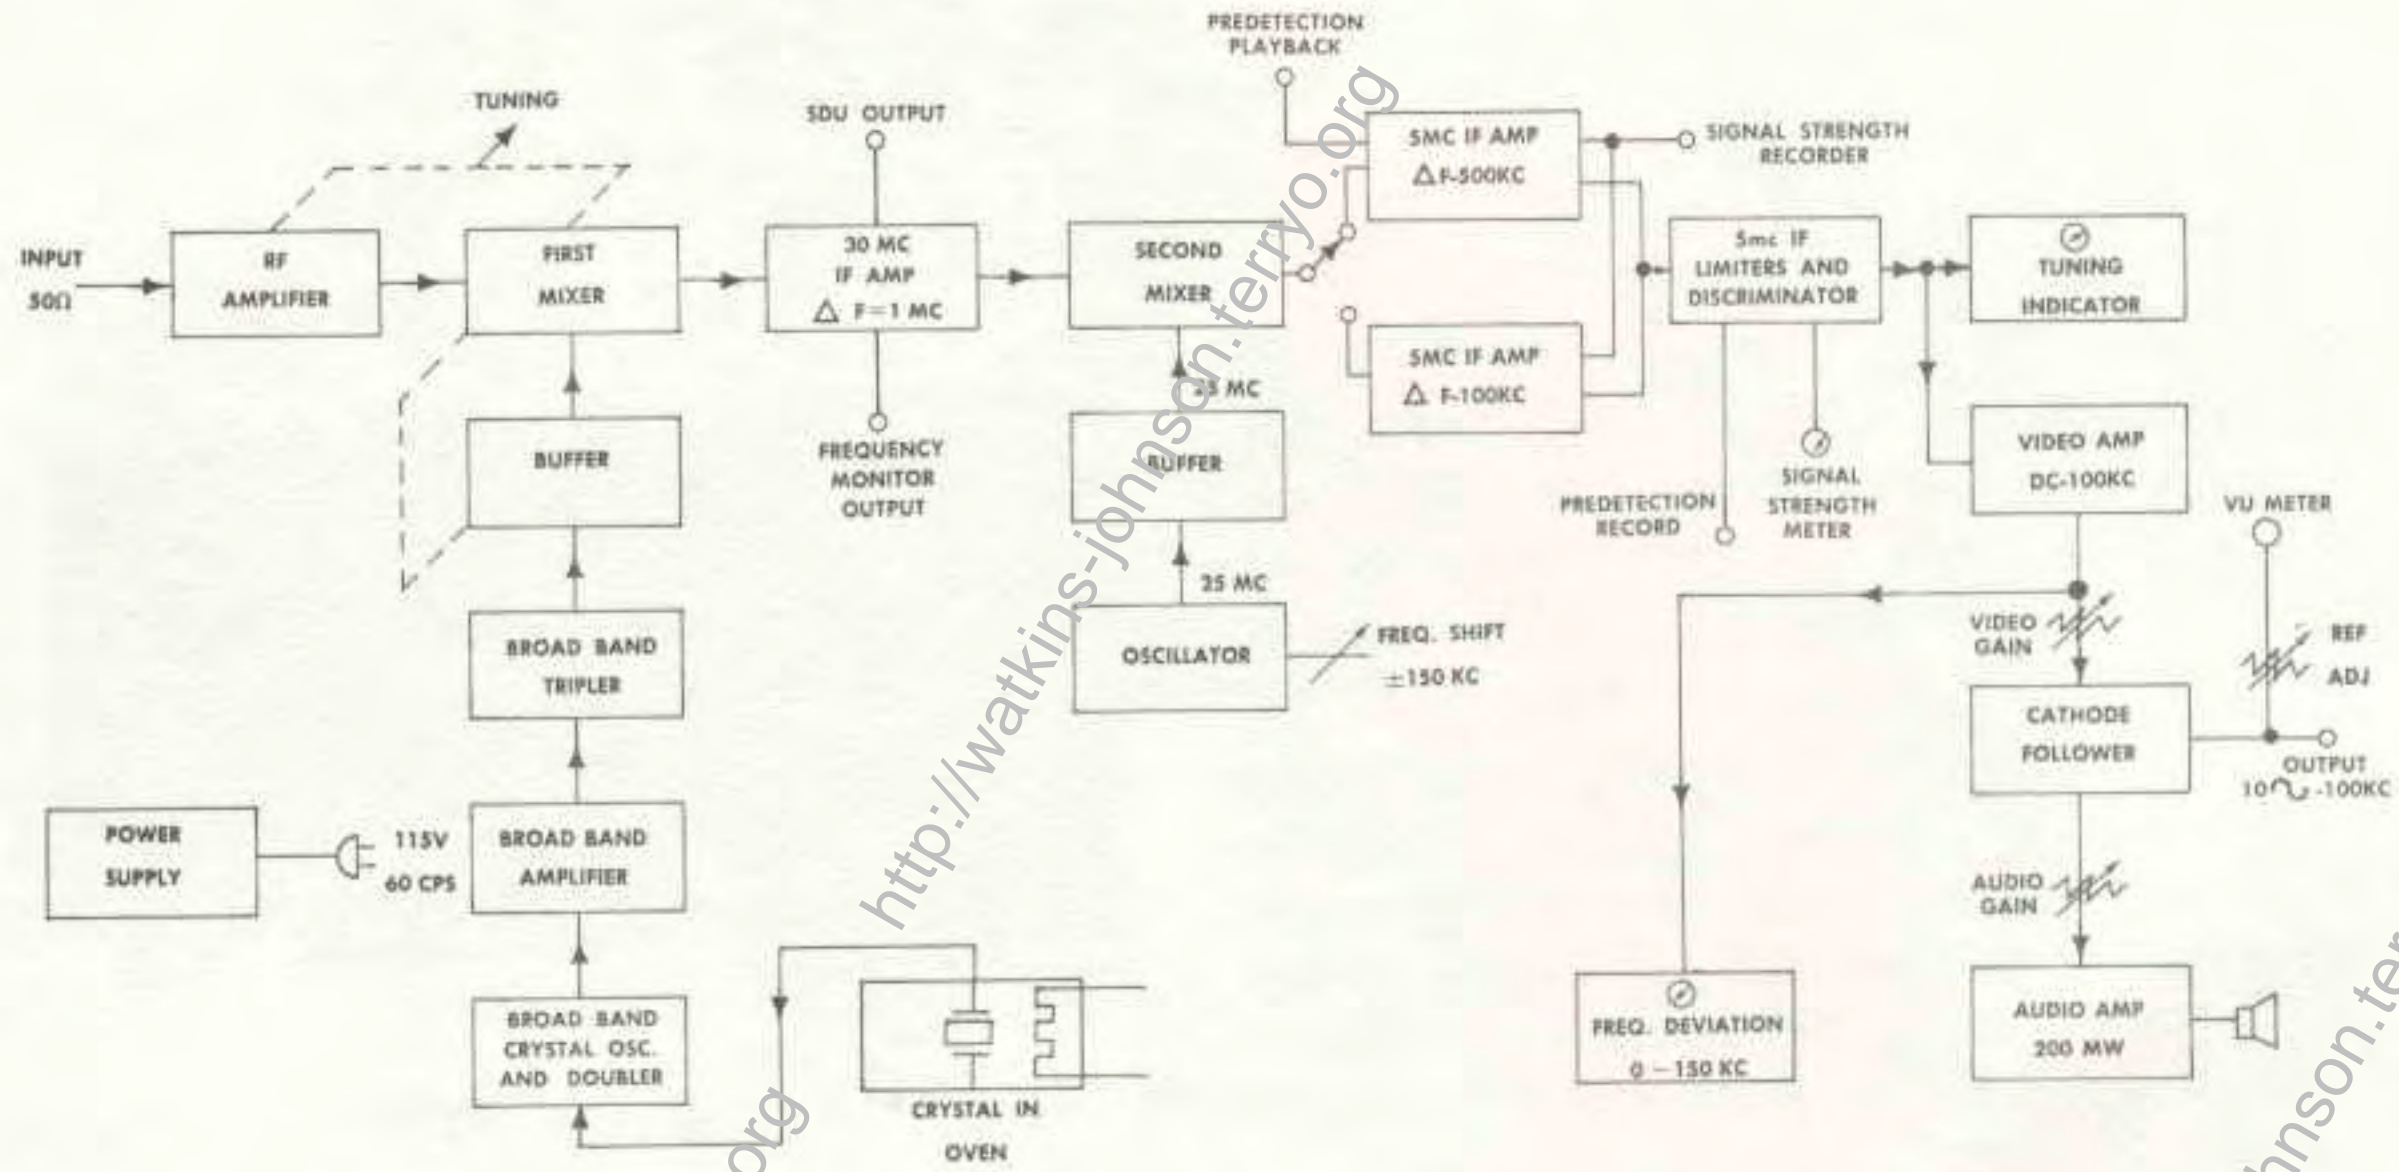 PREDETECTION
PLAYBACK
TUNING
SDU OUTPUT
INPUT
50Ω
RF
AMPLIFIER
FIRST
MIXER
30 MC
IF AMP
△ F=1 MC
SECOND
MIXER
5MC IF AMP
△ F-500KC
SIGNAL STRENGTH
RECORDER
5mc IF
LIMITERS AND
DISCRIMINATOR
TUNING
INDICATOR
5MC IF AMP
△ F-100KC
25 MC
BUFFER
FREQUENCY
MONITOR
OUTPUT
BUFFER
PREDETECTION
RECORD
SIGNAL
STRENGTH
METER
VIDEO AMP
DC-100KC
VU METER
25 MC
OSCILLATOR
FREQ. SHIFT
±150 KC
BROAD BAND
TRIPLER
VIDEO
GAIN
REF
ADJ
CATHODE
FOLLOWER
OUTPUT
10∿-100KC
POWER
SUPPLY
115V
60 CPS
BROAD BAND
AMPLIFIER
AUDIO
GAIN
BROAD BAND
CRYSTAL OSC.
AND DOUBLER
CRYSTAL IN
OVEN
FREQ. DEVIATION
0-150 KC
AUDIO AMP
200 MW
http://watkins-johnson.terryo.org
org
hnson.ter